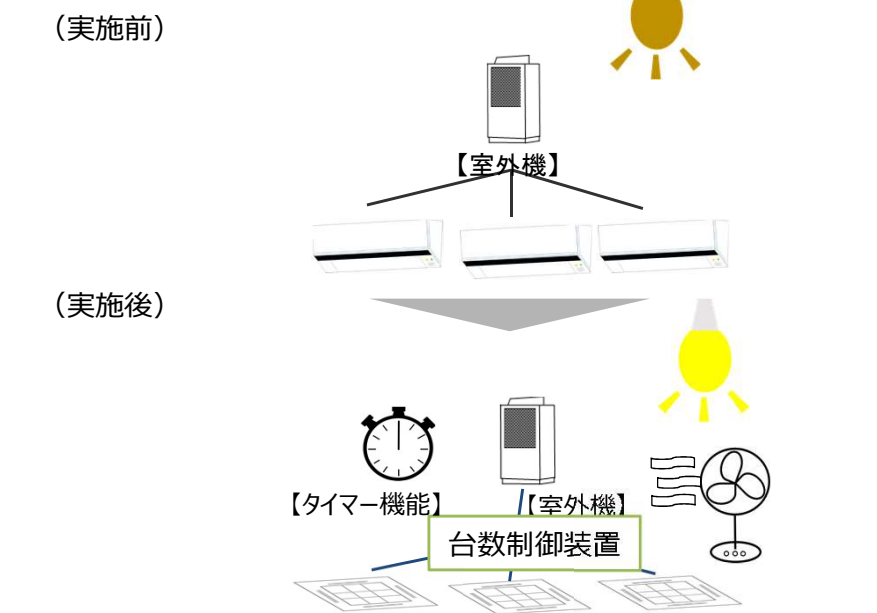 （実施前）
【室外機】
（実施後）
【タイマー機能】
【室外機】
台数制御装置